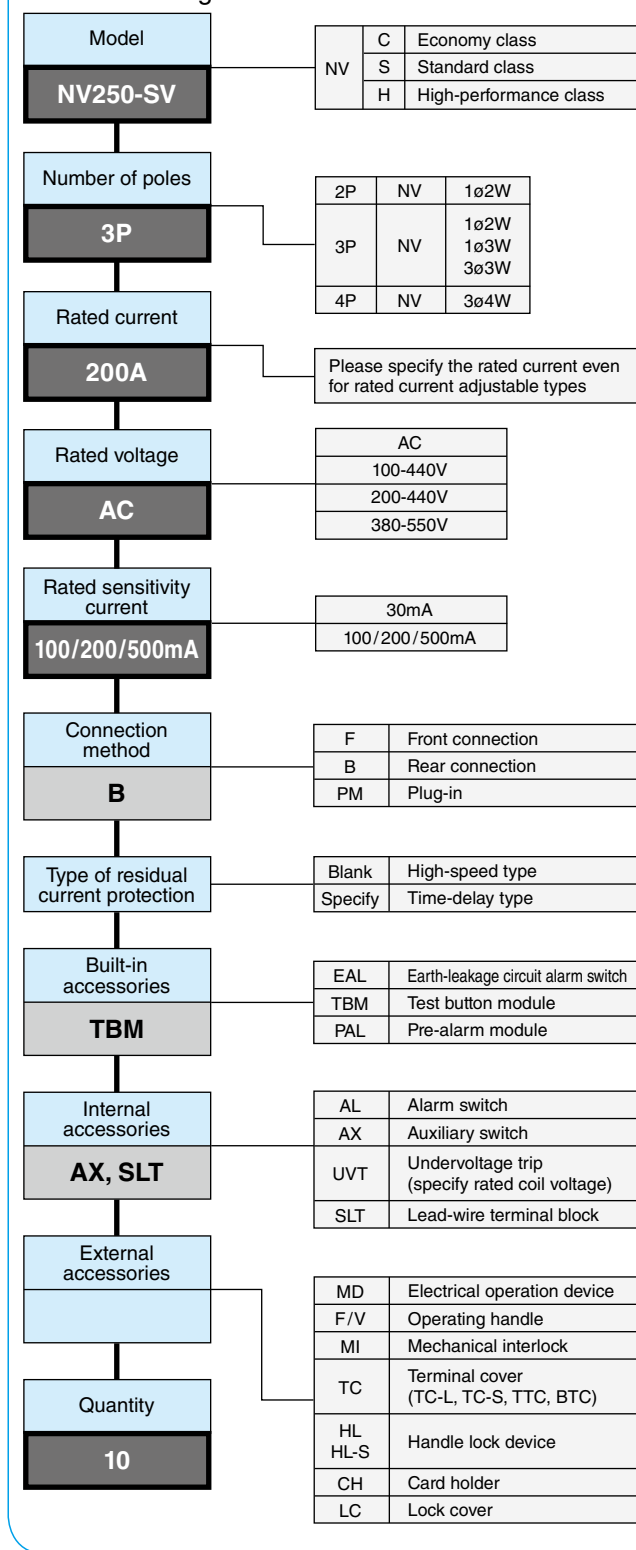 Model
NV250-SV
NV
C Economy class
S Standard class
H High-performance class
Number of poles
3P
2P NV 1ø2W
3P NV 1ø2W
1ø3W
3ø3W
4P NV 3ø4W
Rated current
200A
Please specify the rated current even
for rated current adjustable types
Rated voltage
AC
AC
100-440V
200-440V
380-550V
Rated sensitivity
current
100/200/500mA
30mA
100/200/500mA
Connection
method
B
F Front connection
B Rear connection
PM Plug-in
Type of residual
current protection
Blank High-speed type
Specify Time-delay type
Built-in
accessories
TBM
EAL Earth-leakage circuit alarm switch
TBM Test button module
PAL Pre-alarm module
Internal
accessories
AX, SLT
AL Alarm switch
AX Auxiliary switch
UVT Undervoltage trip
(specify rated coil voltage)
SLT Lead-wire terminal block
External
accessories
MD Electrical operation device
F/V Operating handle
MI Mechanical interlock
TC Terminal cover
(TC-L, TC-S, TTC, BTC)
HL
HL-S
Handle lock device
CH Card holder
LC Lock cover
Quantity
10